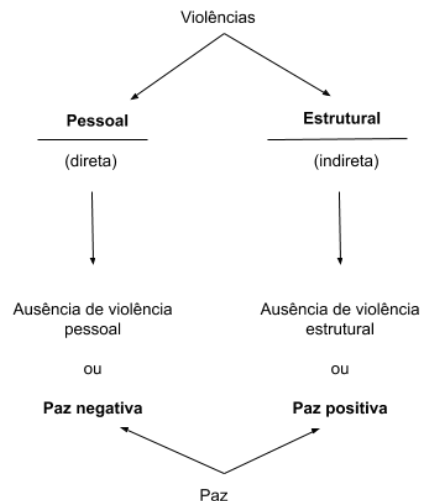 Violências
Pessoal
Estrutural
(direta)
(indireta)
Ausência de violência
pessoal
Ausência de violência
estrutural
ou
ou
Paz negativa
Paz positiva
Paz